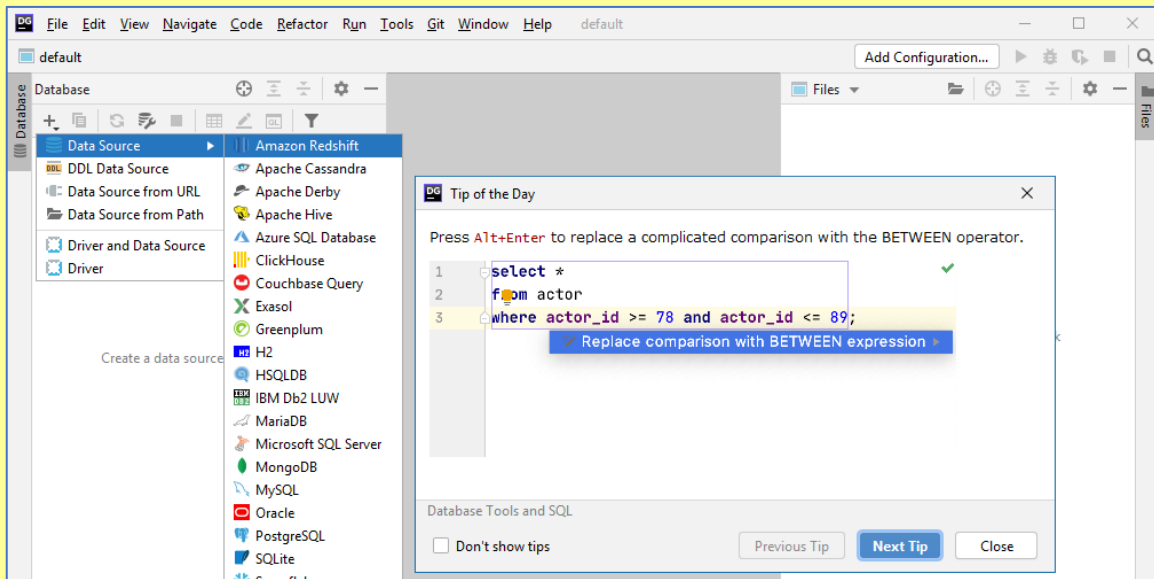 DG File Edit View Navigate Code Refactor Run Tools Git Window Help default
default
Add Configuration...
Database
Database
Files
Files
Data Source
DDL DDL Data Source
Data Source from URL
Data Source from Path
Driver and Data Source
Driver
Create a data source
Amazon Redshift
Apache Cassandra
Apache Derby
Apache Hive
Azure SQL Database
ClickHouse
Couchbase Query
Exasol
Greenplum
H2 H2
HSQLDB
IBM DB2 IBM Db2 LUW
MariaDB
Microsoft SQL Server
MongoDB
MySQL
Oracle
PostgreSQL
SQLite
DG Tip of the Day
Press Alt+Enter to replace a complicated comparison with the BETWEEN operator.
1 select *
2 from actor
3 where actor_id >= 78 and actor_id <= 89;
Replace comparison with BETWEEN expression
Database Tools and SQL
Don't show tips
Previous Tip
Next Tip
Close